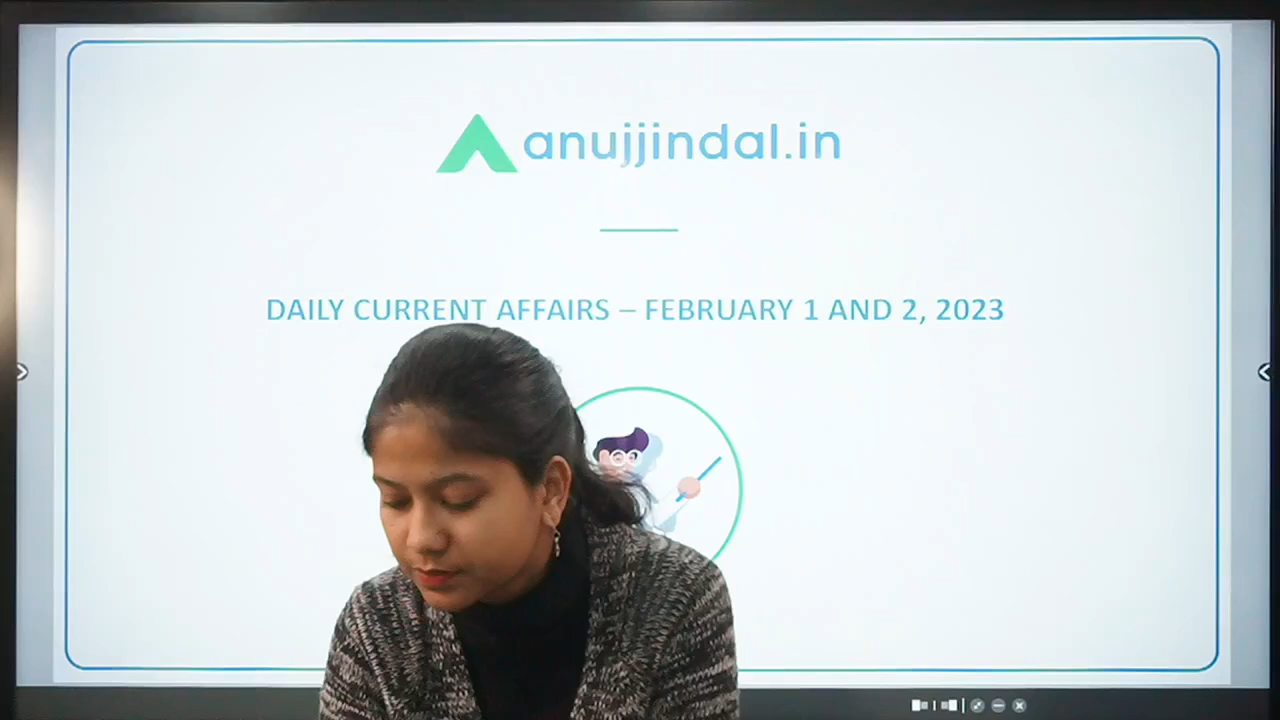 anujjindal.in
DAILY CURRENT AFFAIRS – FEBRUARY 1 AND 2, 2023